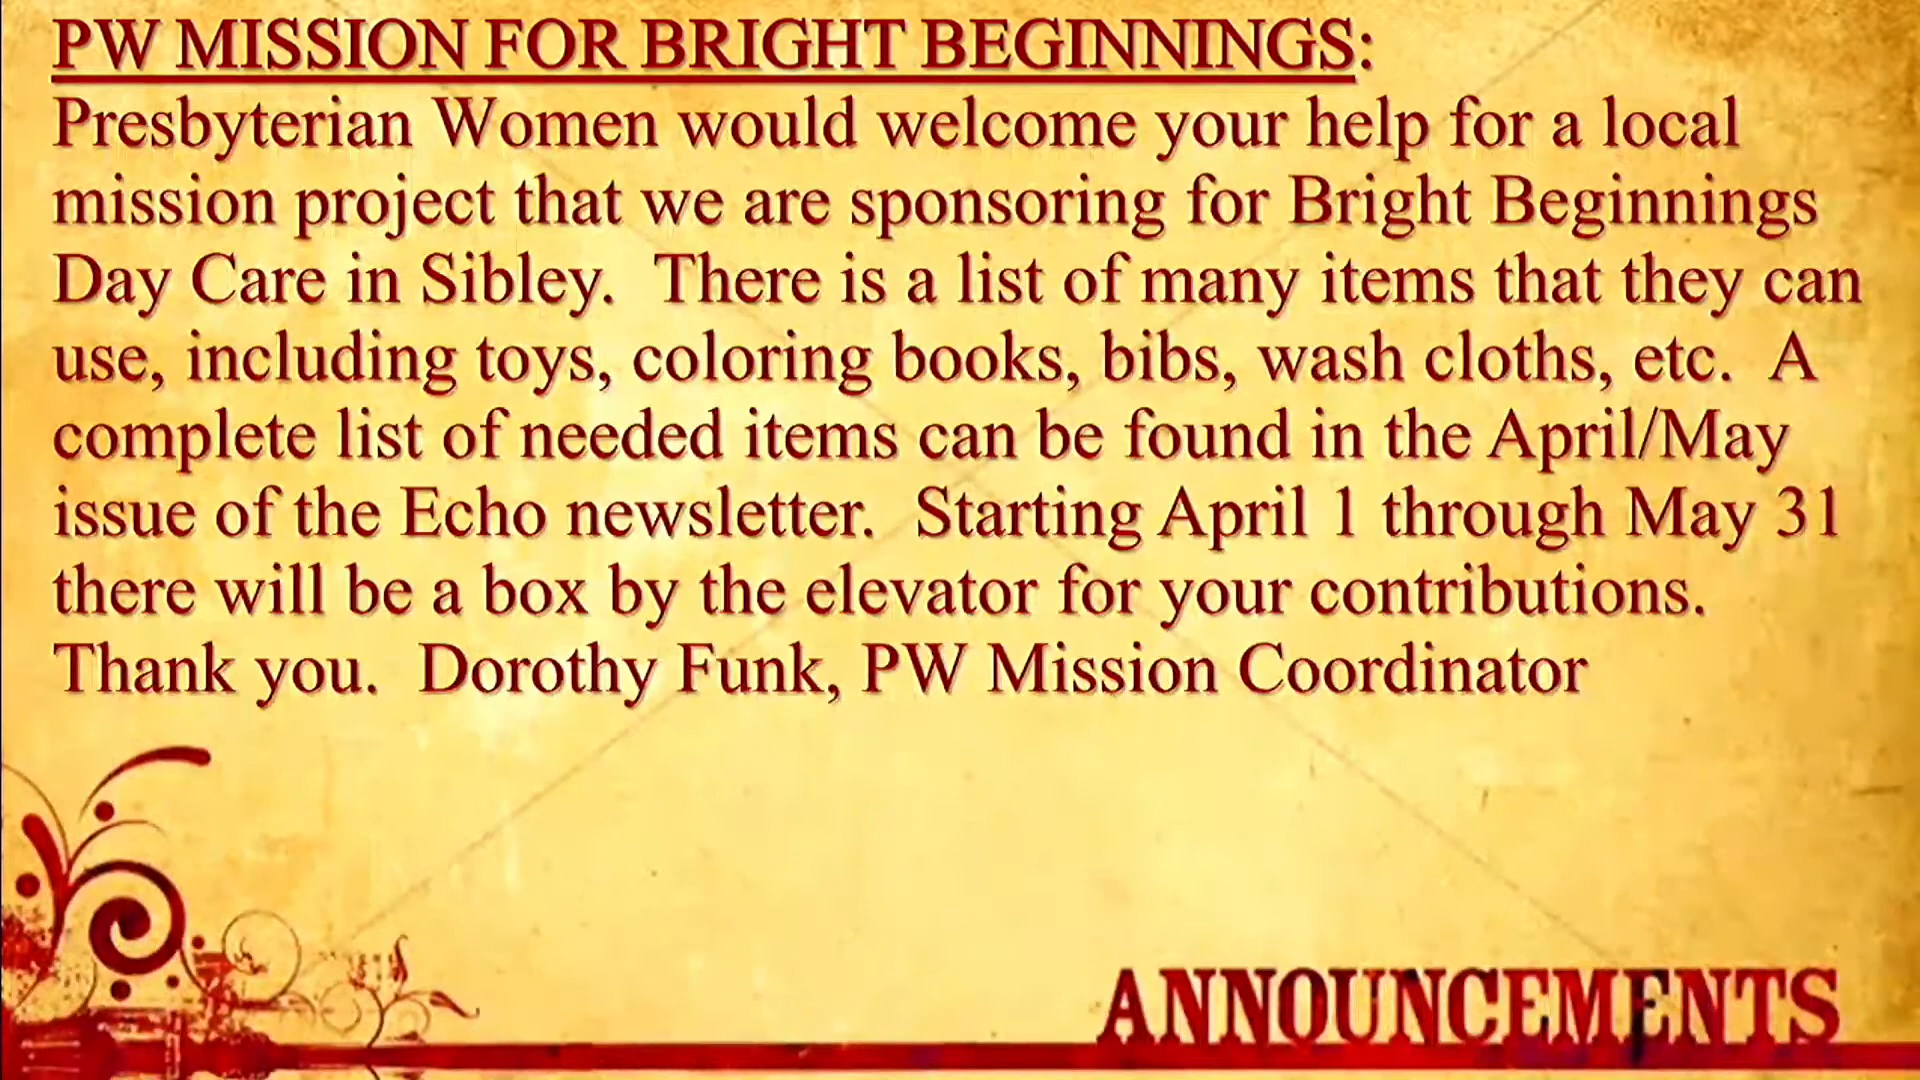 PW MISSION FOR BRIGHT BEGINNINGS:
Presbyterian Women would welcome your help for a local
mission project that we are sponsoring for Bright Beginnings
Day Care in Sibley.  There is a list of many items that they can
use, including toys, coloring books, bibs, wash cloths, etc.  A
complete list of needed items can be found in the April/May
issue of the Echo newsletter.  Starting April 1 through May 31
there will be a box by the elevator for your contributions.
Thank you.  Dorothy Funk, PW Mission Coordinator
ANNOUNCEMENTS